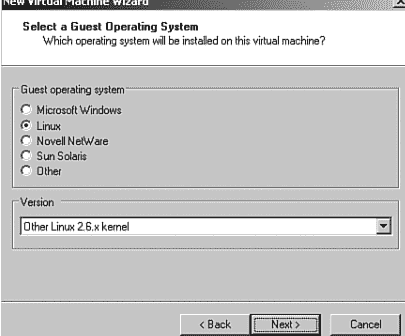 New Virtual Machine Wizard
Select a Guest Operating System
Which operating system will be installed on this virtual machine?
Guest operating system
Microsoft Windows
Linux
Novell NetWare
Sun Solaris
Other
Version
Other Linux 2.6.x kernel
< Back
Next >
Cancel